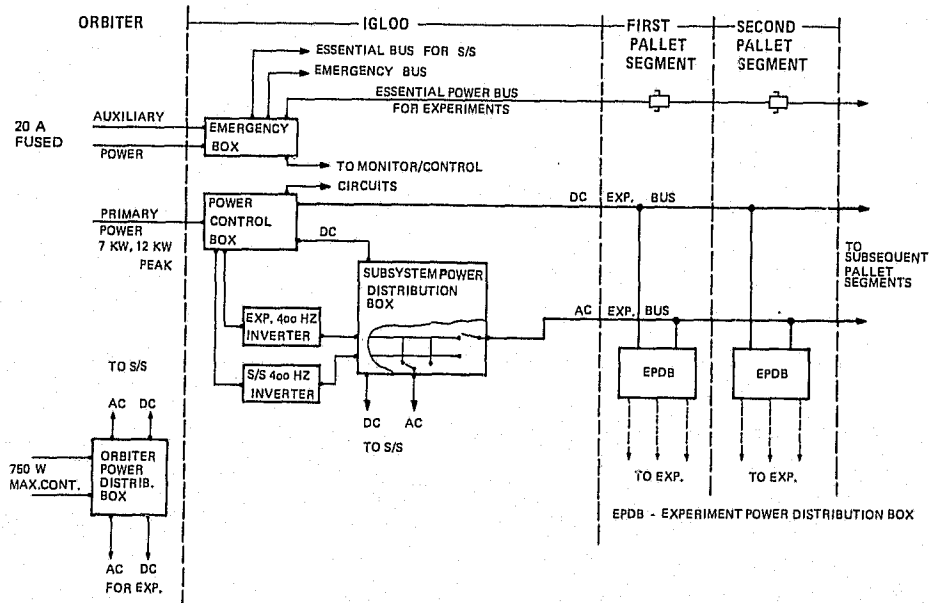 ORBITER
IGLOO
FIRST
PALLET
SEGMENT
SECOND
PALLET
SEGMENT
ESSENTIAL BUS FOR S/S
EMERGENCY BUS
ESSENTIAL POWER BUS
FOR EXPERIMENTS
20 A
FUSED
AUXILIARY
POWER
EMERGENCY
BOX
TO MONITOR/CONTROL
CIRCUITS
PRIMARY
POWER
7 KW, 12 KW
PEAK
POWER
CONTROL
BOX
DC EXP. BUS
DC
SUBSYSTEM POWER
DISTRIBUTION
BOX
TO
SUBSEQUENT
PALLET
SEGMENTS
EXP. 400 HZ
INVERTER
AC EXP. BUS
S/S 400 HZ
INVERTER
EPDB
EPDB
DC AC
TO S/S
TO EXP.
TO EXP.
TO S/S
AC DC
750 W
MAX.CONT.
ORBITER
POWER
DISTRIB.
BOX
AC DC
FOR EXP.
EPDB - EXPERIMENT POWER DISTRIBUTION BOX